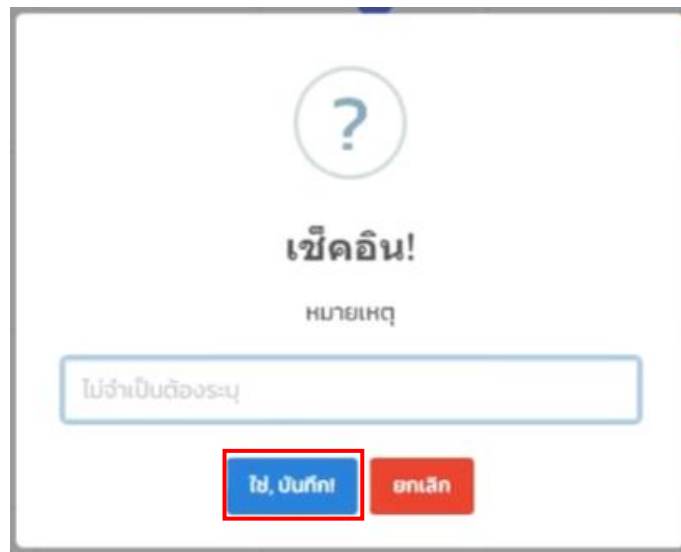 ?
เช็คอิน!
หมายเหตุ
ไม่จำเป็นต้องระบุ
ใช่, บันทึก! ยกเลิก